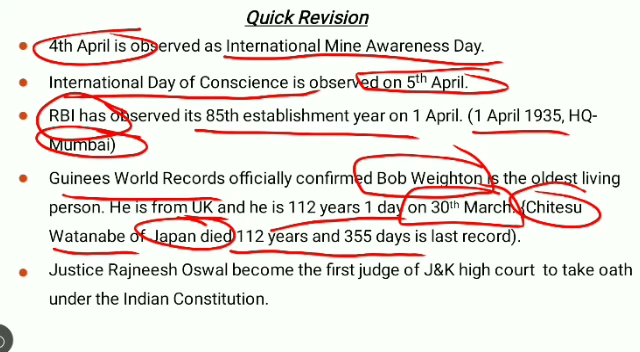 Quick Revision
4th April is observed as International Mine Awareness Day.
International Day of Conscience is observed on 5th April.
RBI has observed its 85th establishment year on 1 April. (1 April 1935, HQ-
Mumbai)
Guinees World Records officially confirmed Bob Weighton is the oldest living
person. He is from UK and he is 112 years 1 day on 30th March. (Chitesu
Watanabe of Japan died 112 years and 355 days is last record).
Justice Rajneesh Oswal become the first judge of J&K high court to take oath
under the Indian Constitution.